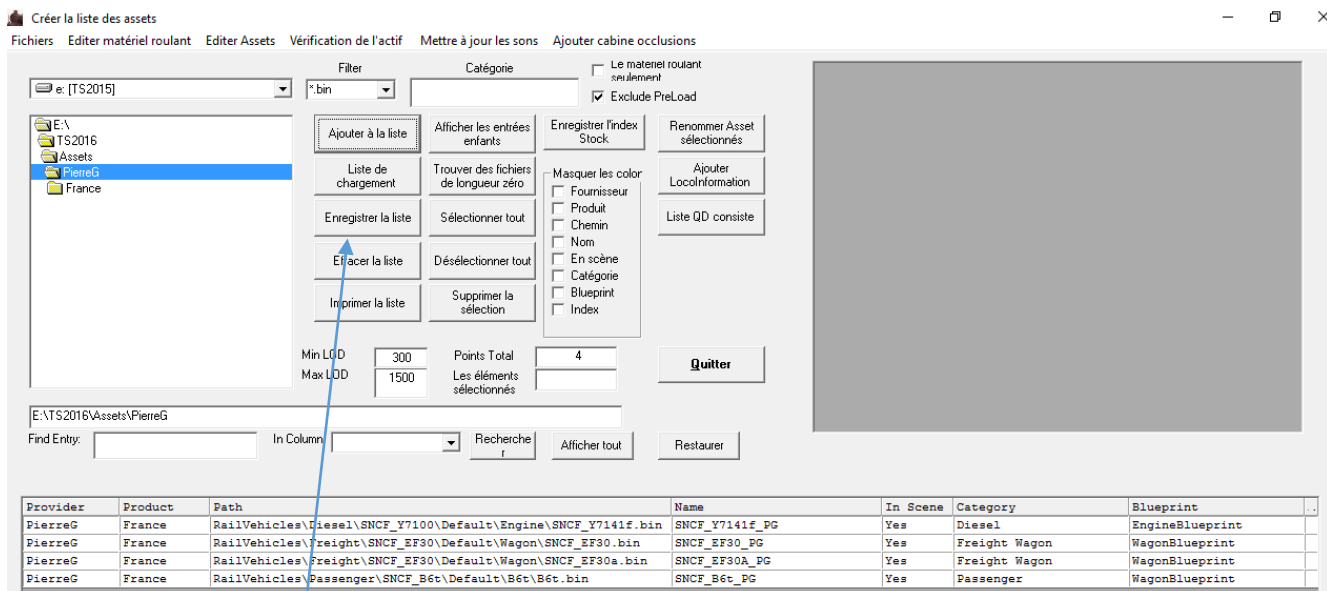 Créer la liste des assets
Fichiers Editer matériel roulant Editer Assets Vérification de l'actif Mettre à jour les sons Ajouter cabine occlusions
Filter
Catégorie
Le materiel roulant
seulement
e: [TS2015]
*.bin
Exclude PreLoad
E:\
TS2016
Assets
PierreG
France
Ajouter à la liste
Afficher les entrées
enfants
Enregistrer l'index
Stock
Renommer Asset
sélectionnés
Liste de
chargement
Trouver des fichiers
de longueur zéro
Masquer les color
Ajouter
LocoInformation
Fournisseur
Produit
Chemin
Nom
En scène
Catégorie
Blueprint
Index
Enregistrer la liste
Sélectionner tout
Liste QD consiste
Effacer la liste
Désélectionner tout
Imprimer la liste
Supprimer la
sélection
Min LOD 300
Points Total 4
Quitter
Max LOD 1500
Les éléments
sélectionnés
E:\TS2016\Assets\PierreG
Find Entry:
In Column
Recherche
r
Afficher tout
Restaurer
Provider Product Path Name In Scene Category Blueprint ..
PierreG France RailVehicles\Diesel\SNCF_Y7100\Default\Engine\SNCF_Y7141f.bin SNCF_Y7141f_PG Yes Diesel EngineBlueprint
PierreG France RailVehicles\Freight\SNCF_EF30\Default\Wagon\SNCF_EF30.bin SNCF_EF30_PG Yes Freight Wagon WagonBlueprint
PierreG France RailVehicles\Freight\SNCF_EF30\Default\Wagon\SNCF_EF30a.bin SNCF_EF30A_PG Yes Freight Wagon WagonBlueprint
PierreG France RailVehicles\Passenger\SNCF_B6t\Default\B6t\B6t.bin SNCF_B6t_PG Yes Passenger WagonBlueprint